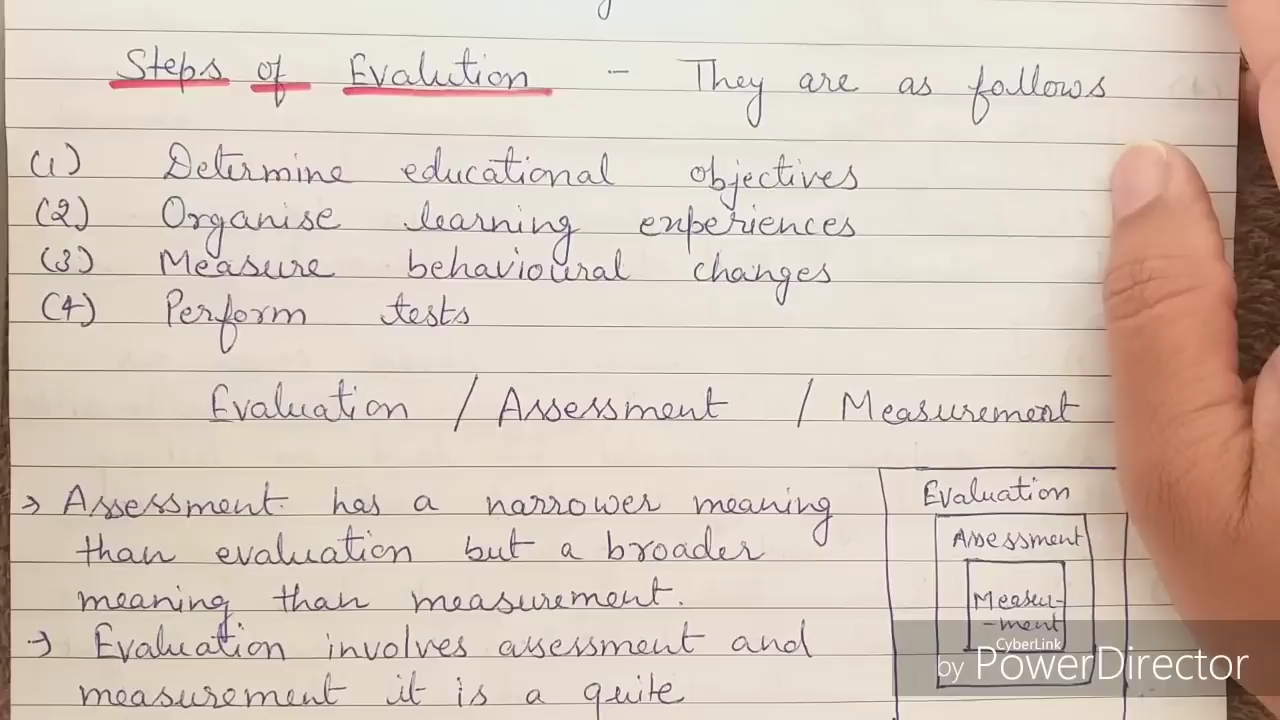 Steps of Evalution - They are as follows
(1) Determine educational objectives
(2) Organise learning experiences
(3) Measure behavioural changes
(4) Perform tests
Evaluation / Assessment / Measurement
→ Assessment has a narrower meaning
than evaluation but a broader
meaning than measurement.
→ Evaluation involves assessment and
measurement it is a quite
Evaluation
Assessment
Measur-
-ment
CyberLink
by PowerDirector